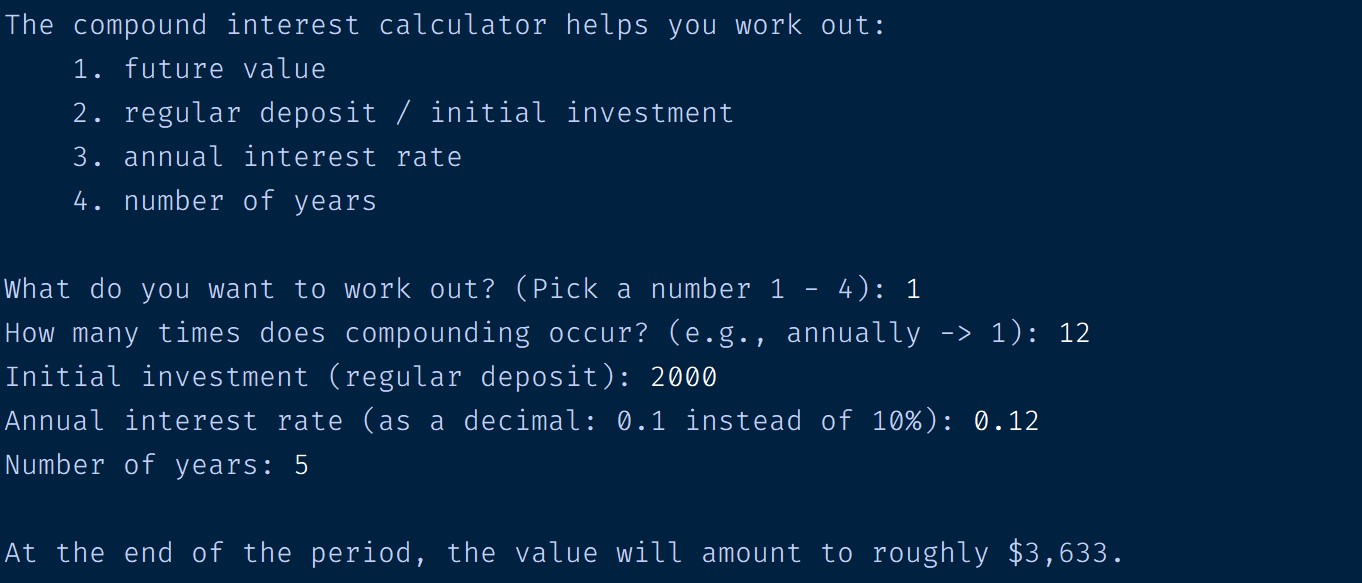 The compound interest calculator helps you work out:
1. future value
2. regular deposit / initial investment
3. annual interest rate
4. number of years
What do you want to work out? (Pick a number 1 - 4): 1
How many times does compounding occur? (e.g., annually -> 1): 12
Initial investment (regular deposit): 2000
Annual interest rate (as a decimal: 0.1 instead of 10%): 0.12
Number of years: 5
At the end of the period, the value will amount to roughly $3,633.